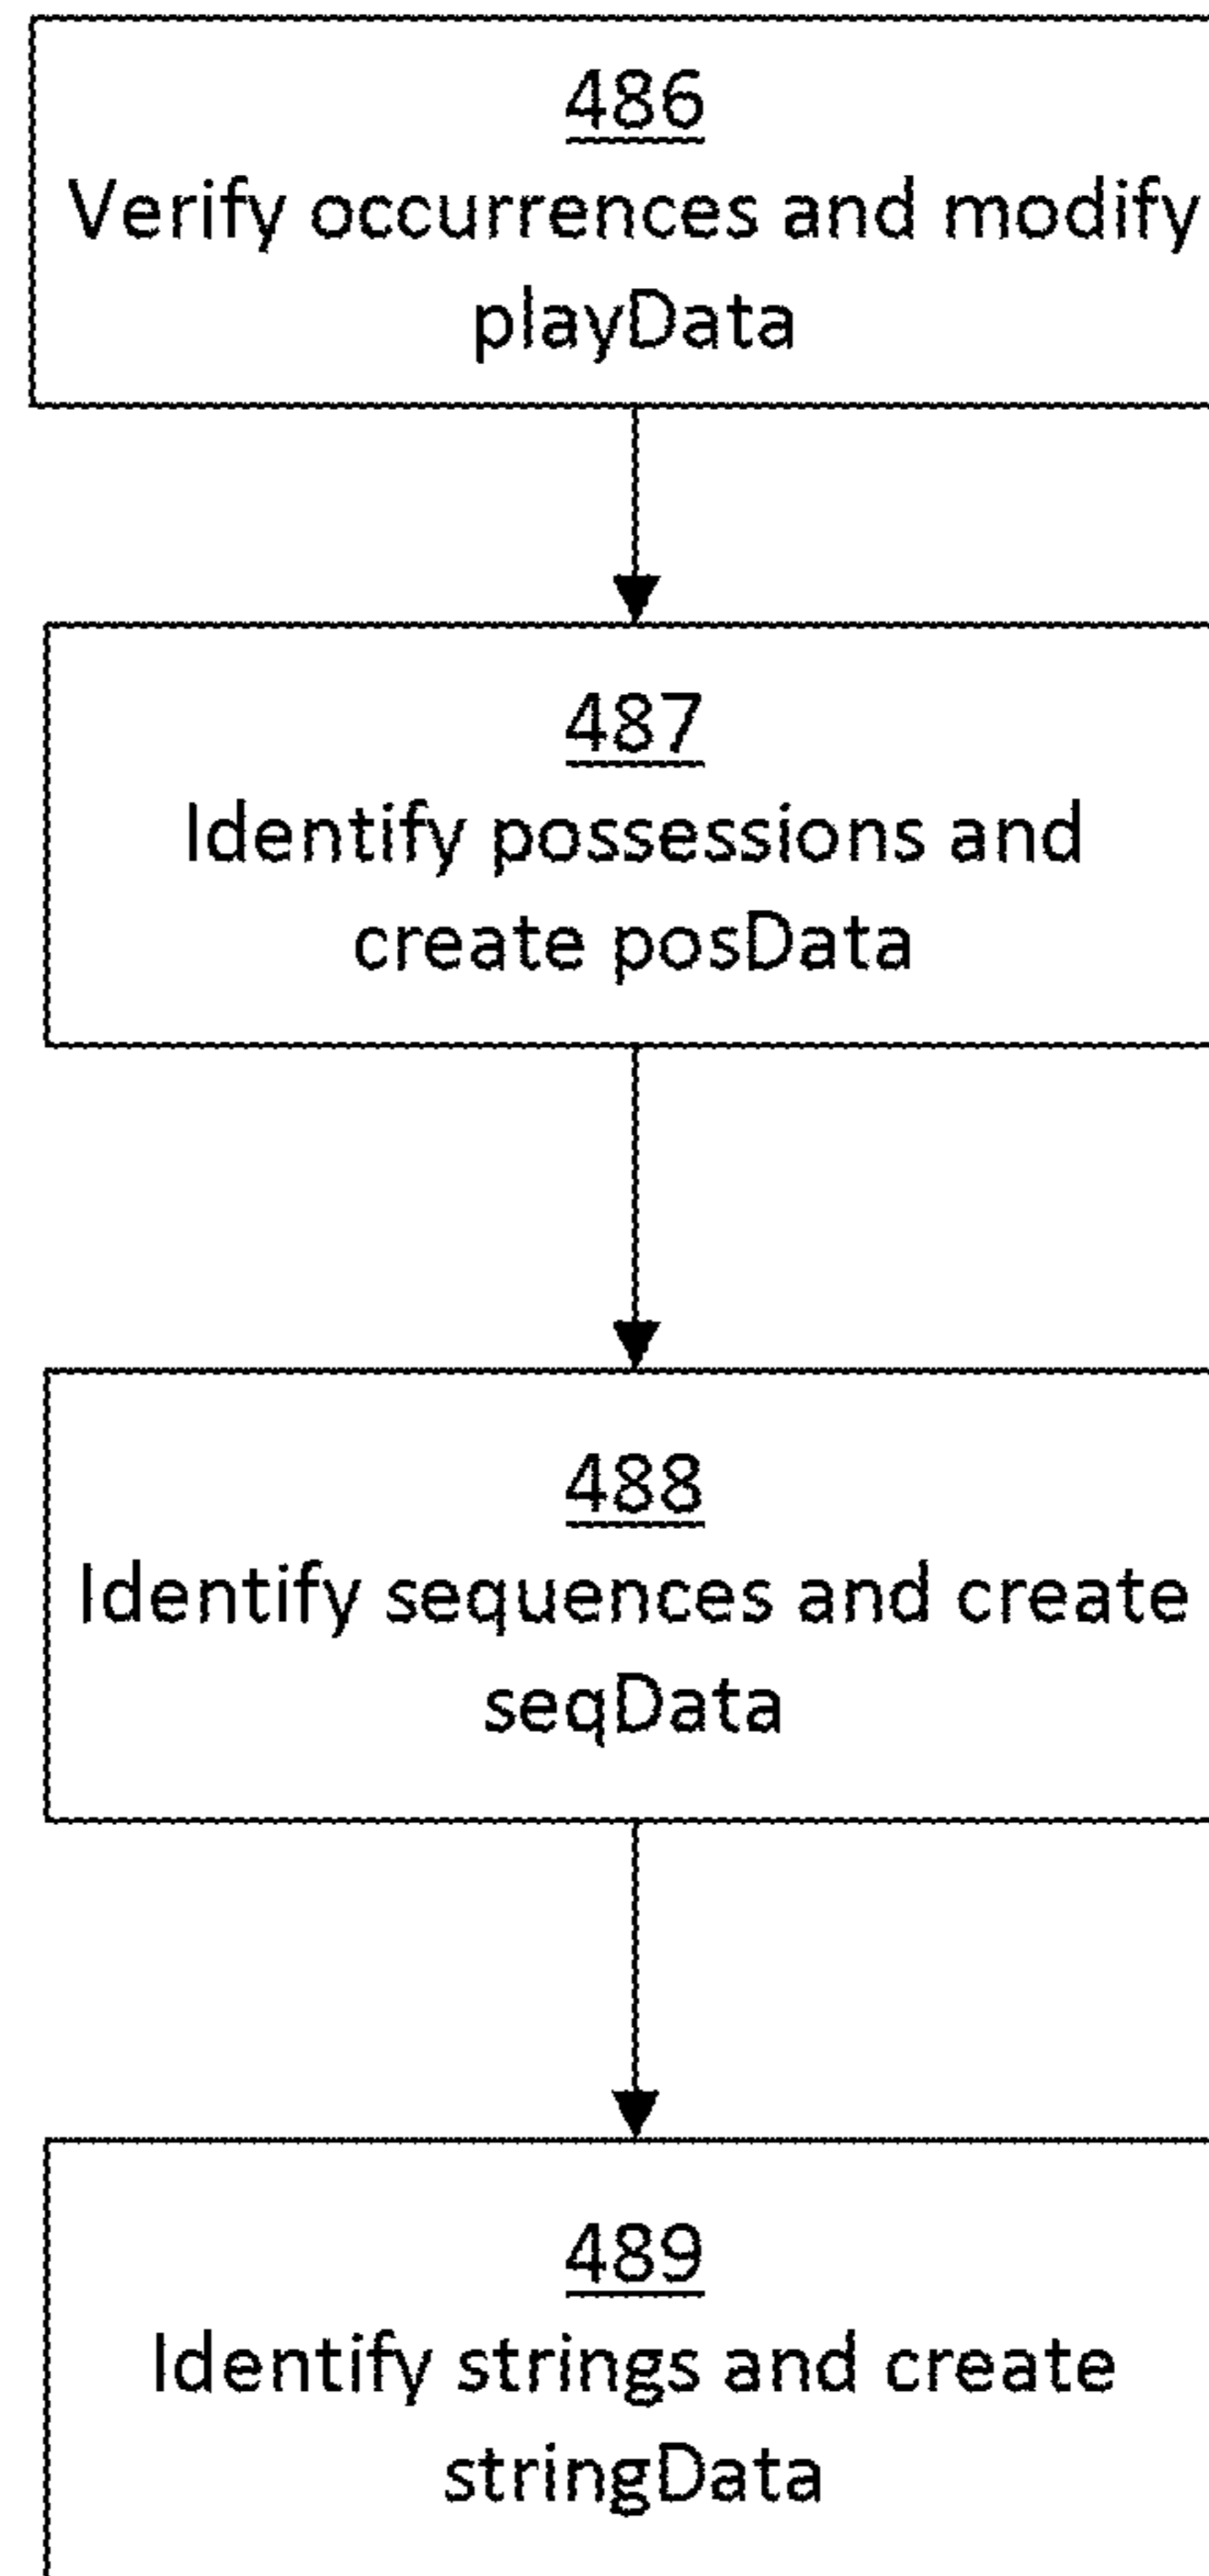 486
Verify occurrences and modify
playData
487
Identify possessions and
create posData
488
Identify sequences and create
seqData
489
Identify strings and create
stringData